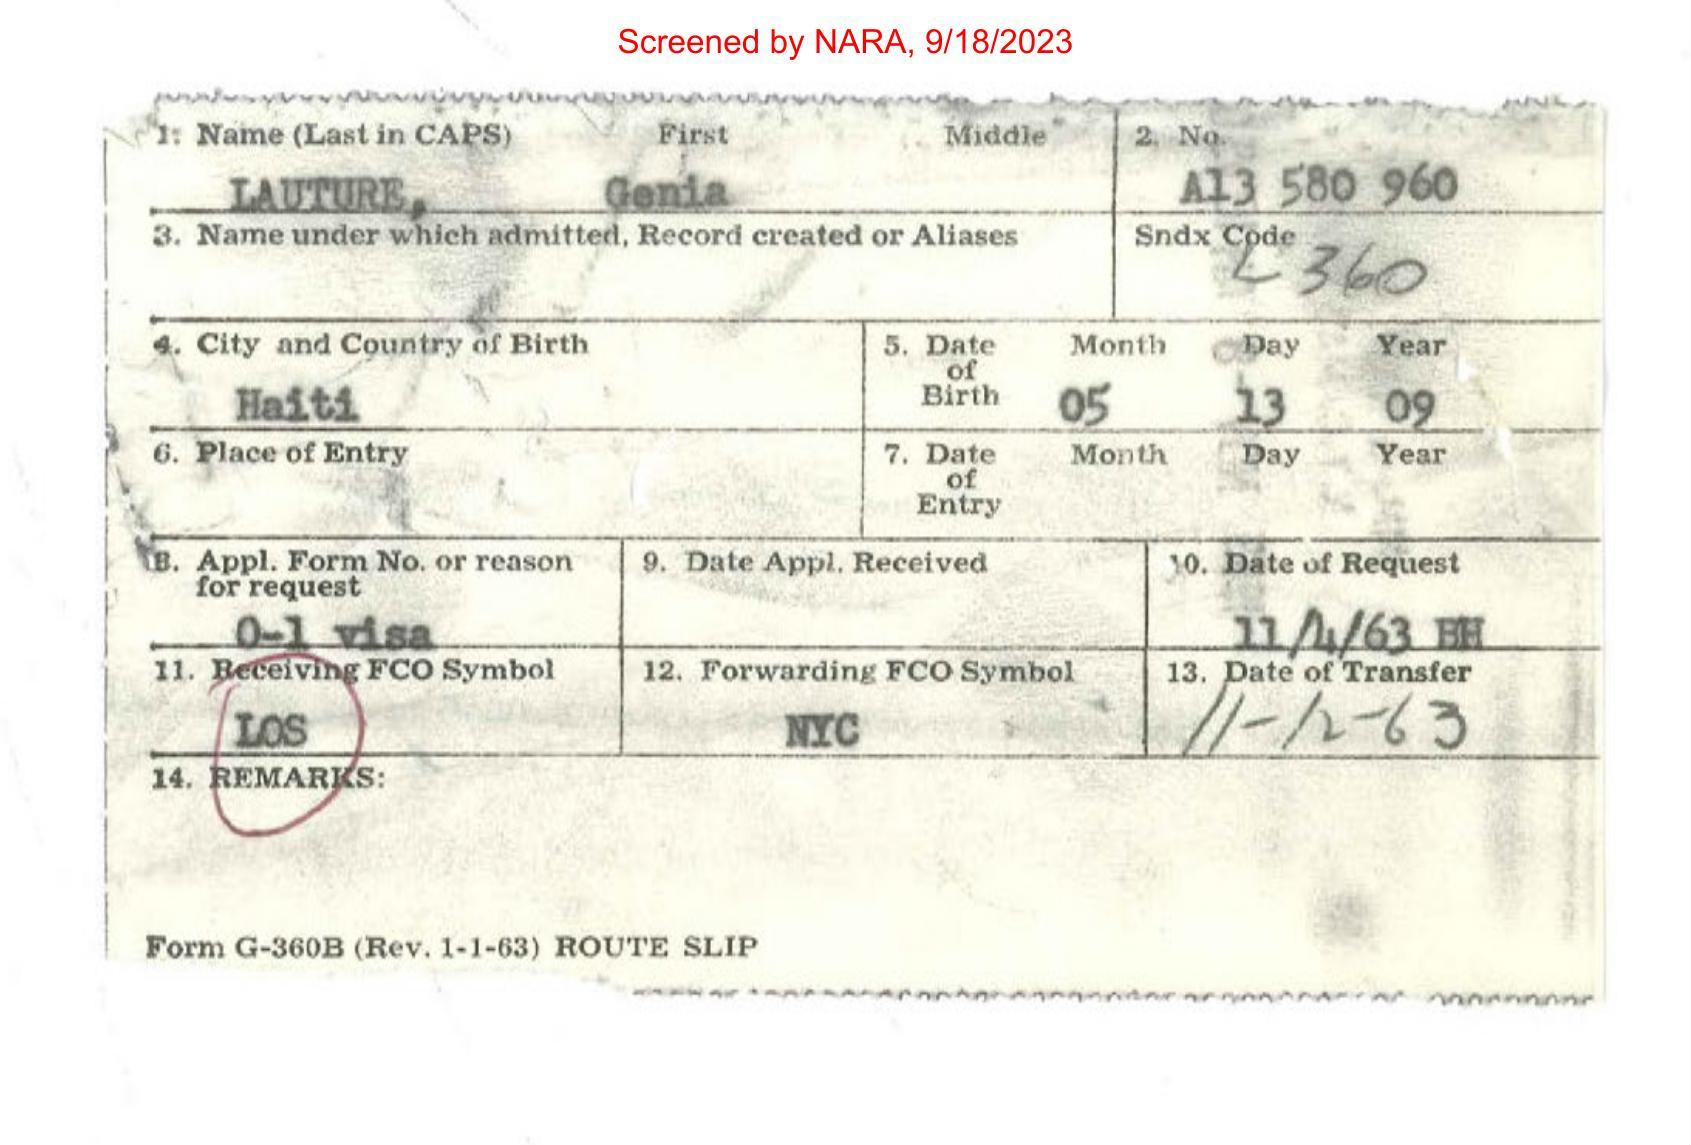 Screened by NARA, 9/18/2023
1. Name (Last in CAPS) First Middle 2. No.
LAUTURE, Genia A13 580 960
3. Name under which admitted, Record created or Aliases Sndx Code
L 360
4. City and Country of Birth 5. Date of Birth Month Day Year
Haiti 05 13 09
6. Place of Entry 7. Date of Entry Month Day Year
8. Appl. Form No. or reason for request 9. Date Appl. Received 10. Date of Request
O-1 visa 11/4/63 BH
11. Receiving FCO Symbol 12. Forwarding FCO Symbol 13. Date of Transfer
LOS NYC 11-12-63
14. REMARKS:
Form G-360B (Rev. 1-1-63) ROUTE SLIP